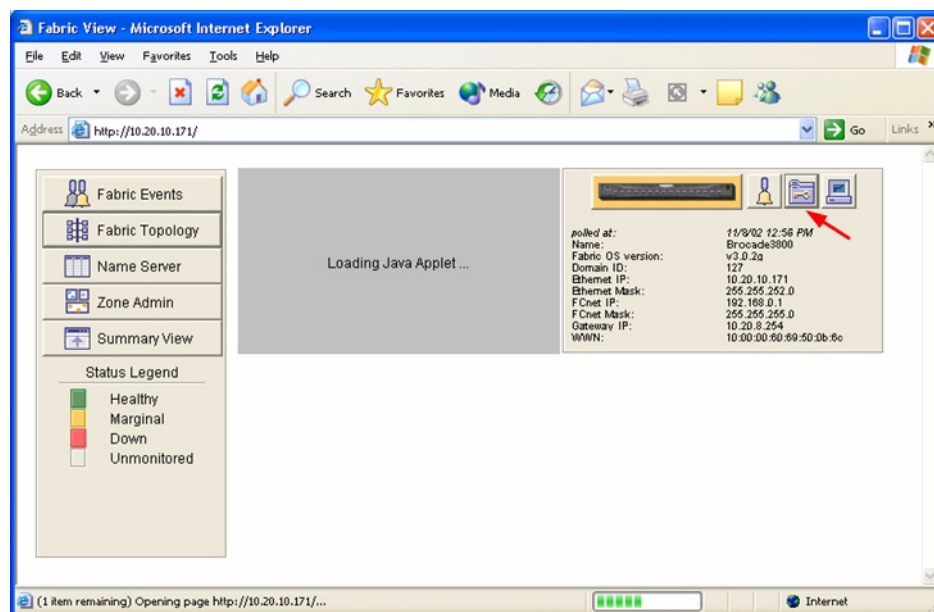 Fabric View - Microsoft Internet Explorer
File Edit View Favorites Tools Help
Back Search Favorites Media
Address http://10.20.10.171/ Go Links »
Fabric Events
Fabric Topology
Name Server
Zone Admin
Summary View
Status Legend
Healthy
Marginal
Down
Unmonitored
Loading Java Applet ...
polled at: 11/8/02 12:56 PM
Name: Brocade3800
Fabric OS version: v3.0.2g
Domain ID: 127
Ethernet IP: 10.20.10.171
Ethernet Mask: 255.255.252.0
FCnet IP: 192.168.0.1
FCnet Mask: 255.255.255.0
Gateway IP: 10.20.8.254
WWN: 10:00:00:60:69:50:0b:6c
(1 item remaining) Opening page http://10.20.10.171/... Internet